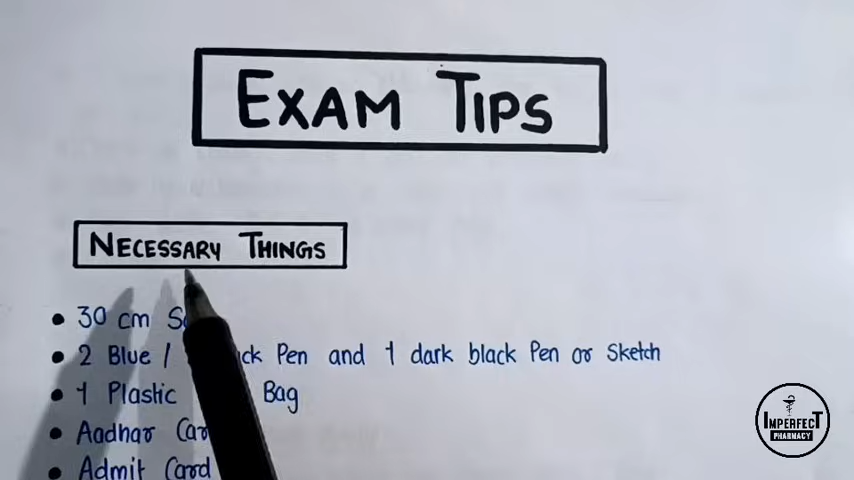 EXAM TIPS
NECESSARY THINGS
30 cm
2 Blue / Pen and 1 dark black Pen or Sketch
1 Plastic Bag
Aadhar
Admit Card
IMPERFECT
PHARMACY